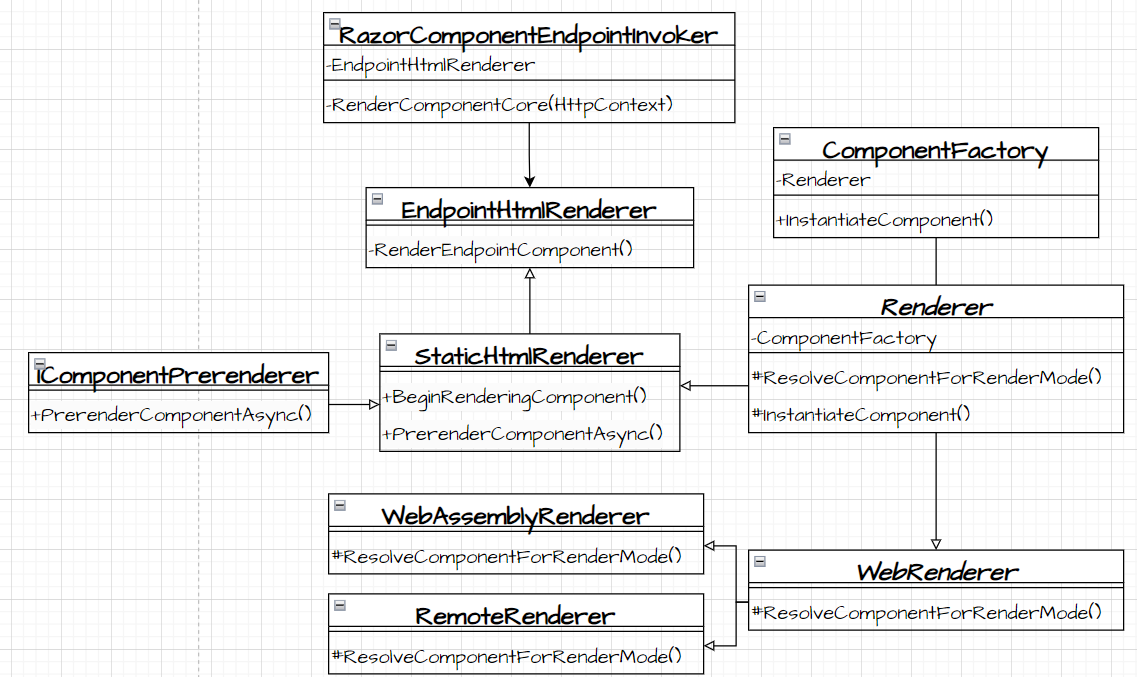 RazorComponentEndpointInvoker
-EndpointHtmlRenderer
-RenderComponentCore(HttpContext)
ComponentFactory
-Renderer
+InstantiateComponent()
EndpointHtmlRenderer
-RenderEndpointComponent()
Renderer
-ComponentFactory
#ResolveComponentForRenderMode()
#InstantiateComponent()
StaticHtmlRenderer
+BeginRenderingComponent()
+PrerenderComponentAsync()
IComponentPrerenderer
+PrerenderComponentAsync()
WebAssemblyRenderer
#ResolveComponentForRenderMode()
WebRenderer
#ResolveComponentForRenderMode()
RemoteRenderer
#ResolveComponentForRenderMode()